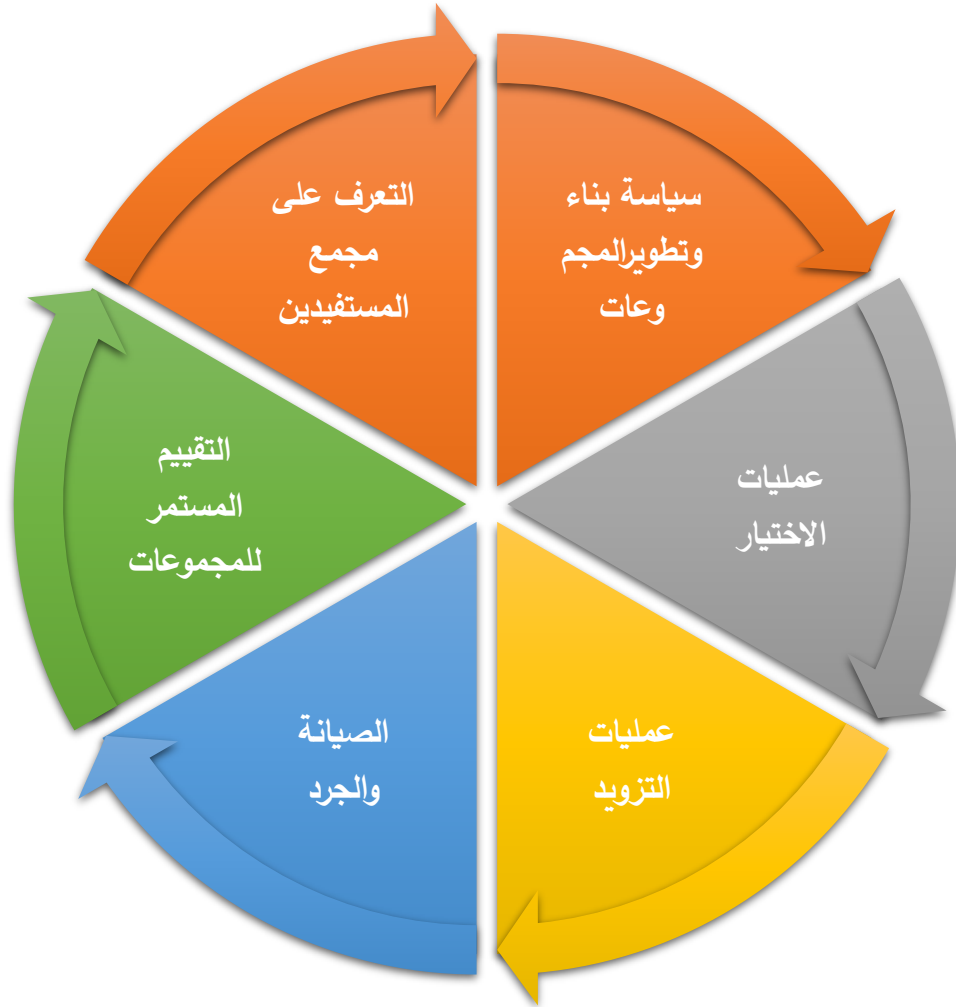 التعرف على
مجمع
المستفيدين
سياسة بناء
وتطويرالمجم
وعات
عمليات
الاختيار
عمليات
التزويد
الصيانة
والجرد
التقييم
المستمر
للمجموعات